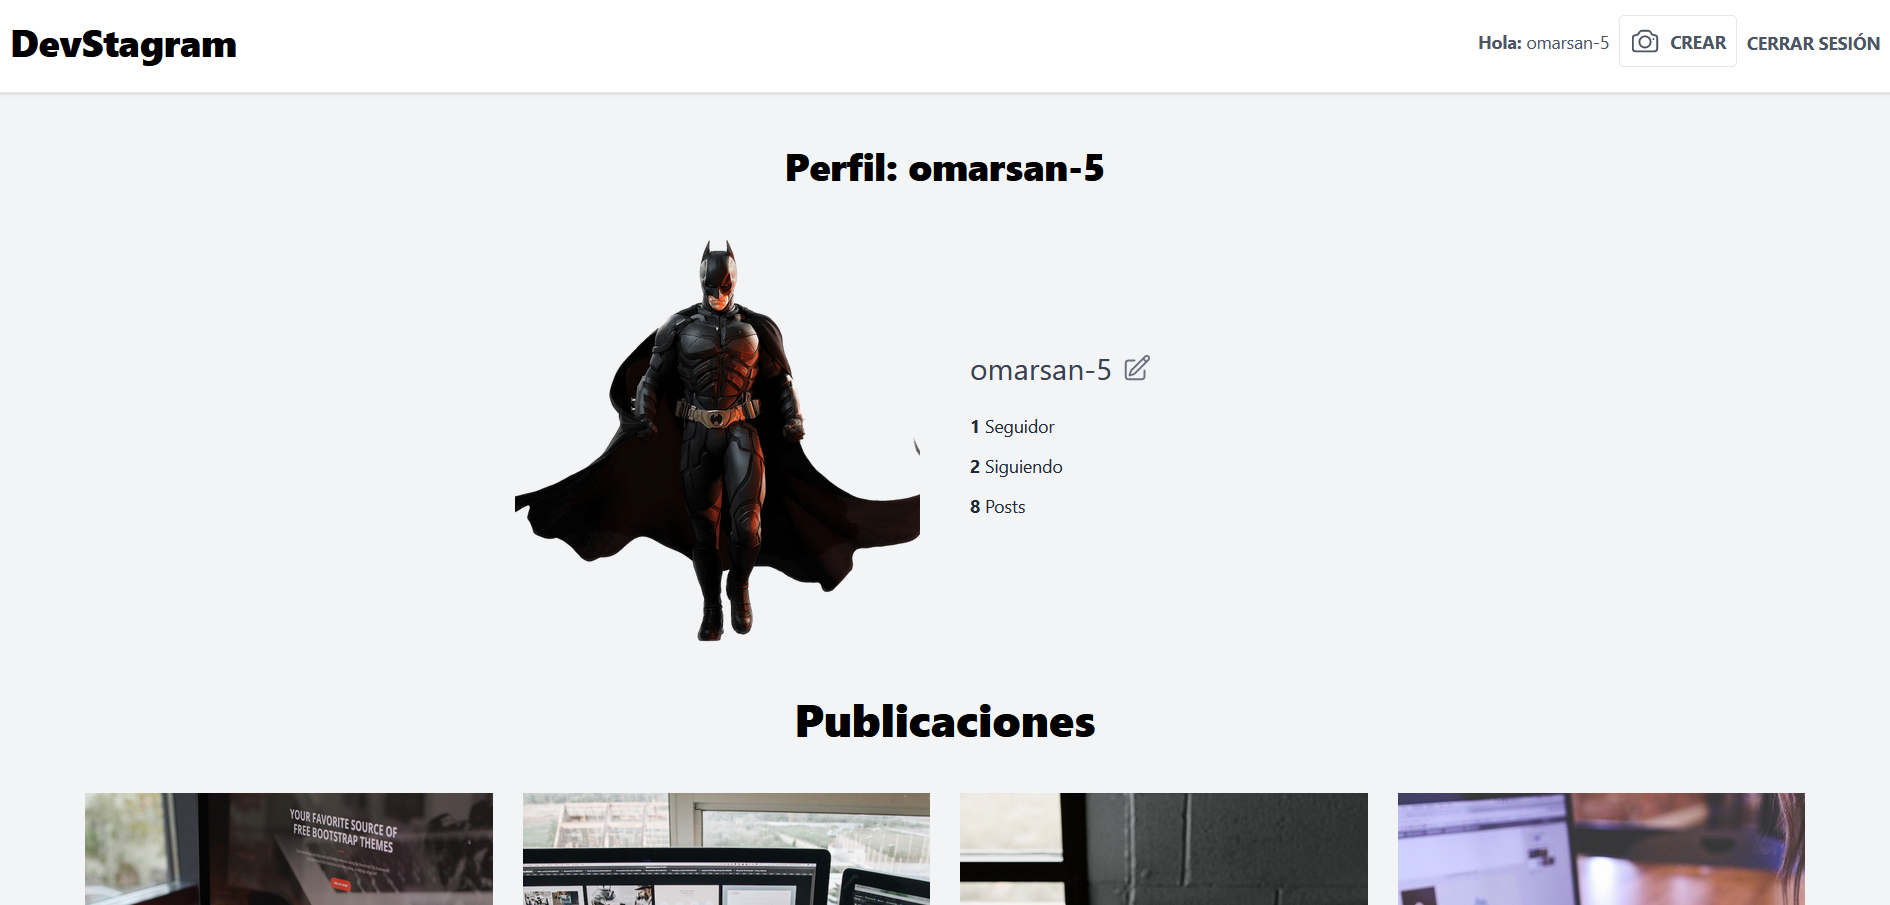 DevStagram
Hola: omarsan-5
CREAR
CERRAR SESIÓN
Perfil: omarsan-5
omarsan-5
1 Seguidor
2 Siguiendo
8 Posts
Publicaciones
YOUR FAVORITE SOURCE OF
FREE BOOTSTRAP THEMES